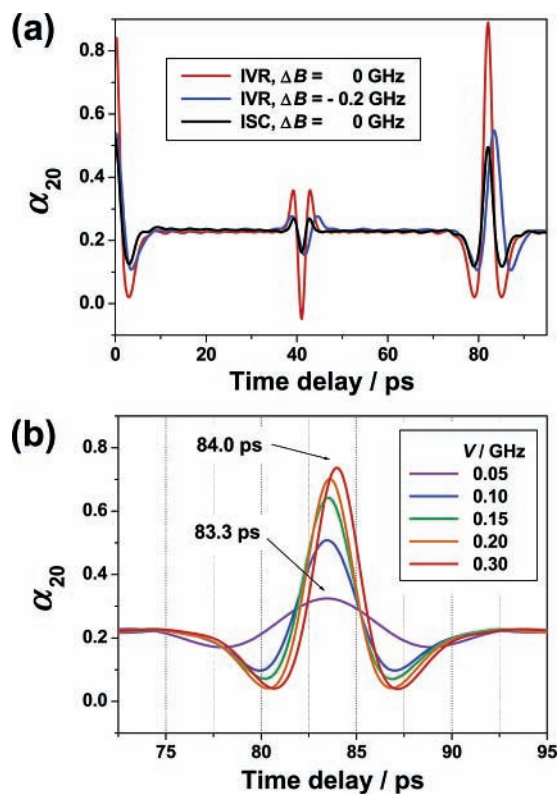 (a)
0.8
0.6
0.4
0.2
0.0
α20
IVR, ΔB = 0 GHz
IVR, ΔB = - 0.2 GHz
ISC, ΔB = 0 GHz
0 20 40 60 80
Time delay / ps
(b)
0.8
0.6
0.4
0.2
0.0
α20
84.0 ps
83.3 ps
V / GHz
0.05
0.10
0.15
0.20
0.30
75 80 85 90 95
Time delay / ps